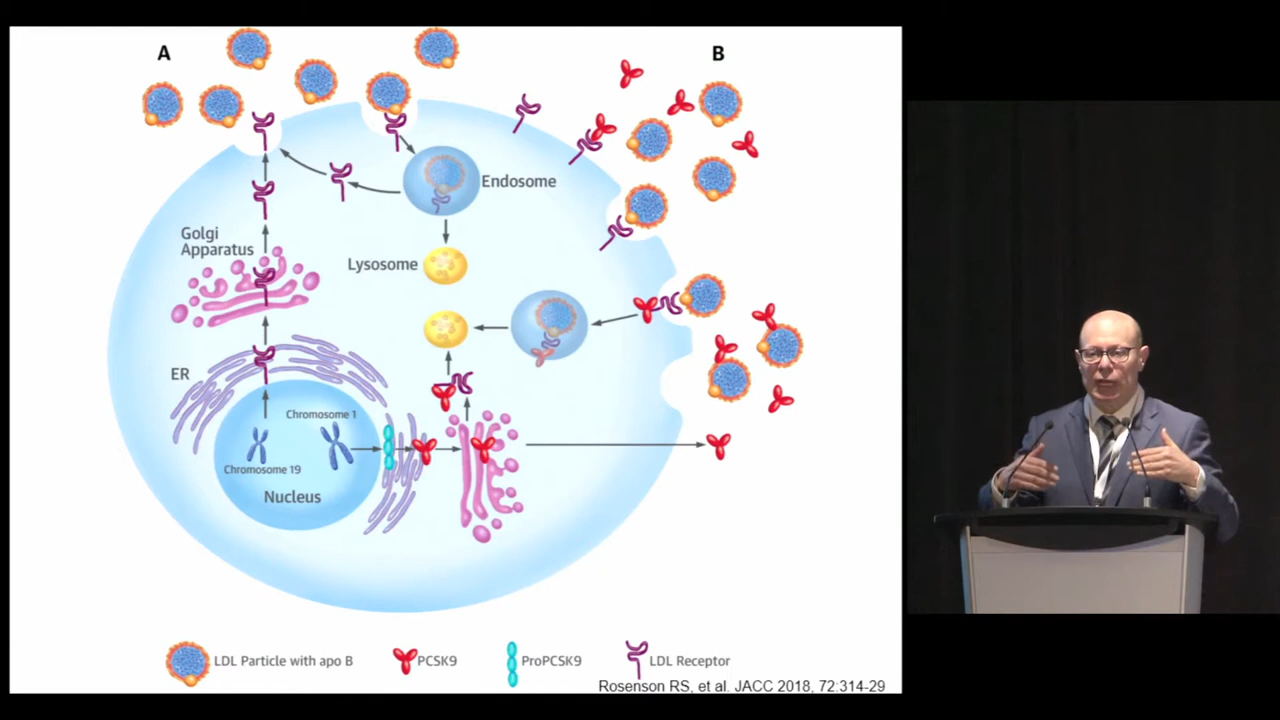 A
B
Endosome
Golgi
Apparatus
Lysosome
ER
Chromosome 1
Chromosome 19
Nucleus
LDL Particle with apo B
PCSK9
ProPCSK9
LDL Receptor
Rosenson RS, et al. JACC 2018, 72:314-29